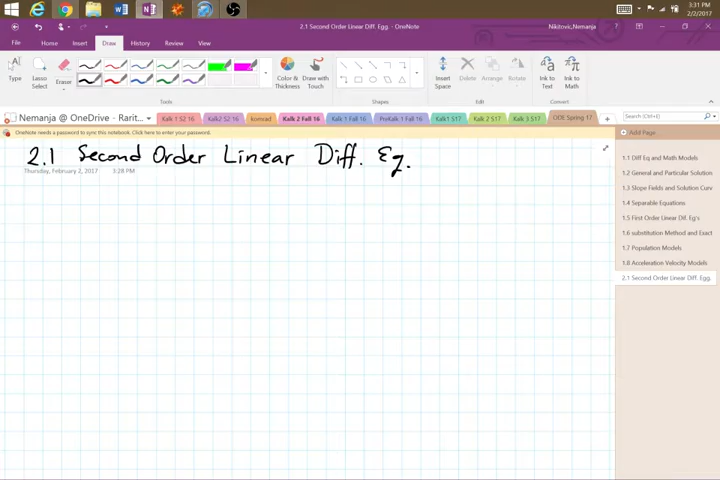 3:31 PM
2/2/2017
2.1 Second Order Linear Diff. Egg. - OneNote
Nikitovic,Nemanja
File Home Insert Draw History Review View
Type
Lasso Select
Eraser
Color & Thickness
Draw with Touch
Insert Space
Delete
Arrange
Rotate
Ink to Text
Ink to Math
Tools Shapes Edit Convert
Nemanja @ OneDrive - Rarit... Kalk 1 S2 16 Kalk2 S2 16 konrad Kalk 2 Fall 16 Kalk 1 Fall 16 PreKalk 1 Fall 16 Kalk1 S17 Kalk 2 S17 Kalk 3 S17 ODE Spring 17 Search (Ctrl+E)
OneNote needs a password to sync this notebook. Click here to enter your password.
2.1 Second Order Linear Diff. Eg.
Thursday, February 2, 2017 3:28 PM
Add Page
1.1 Diff Eq and Math Models
1.2 General and Particular Solution
1.3 Slope Fields and Solution Curv
1.4 Separable Equations
1.5 First Order Linear Dif. Eq's
1.6 substitution Method and Exact
1.7 Population Models
1.8 Acceleration Velocity Models
2.1 Second Order Linear Diff. Egg.